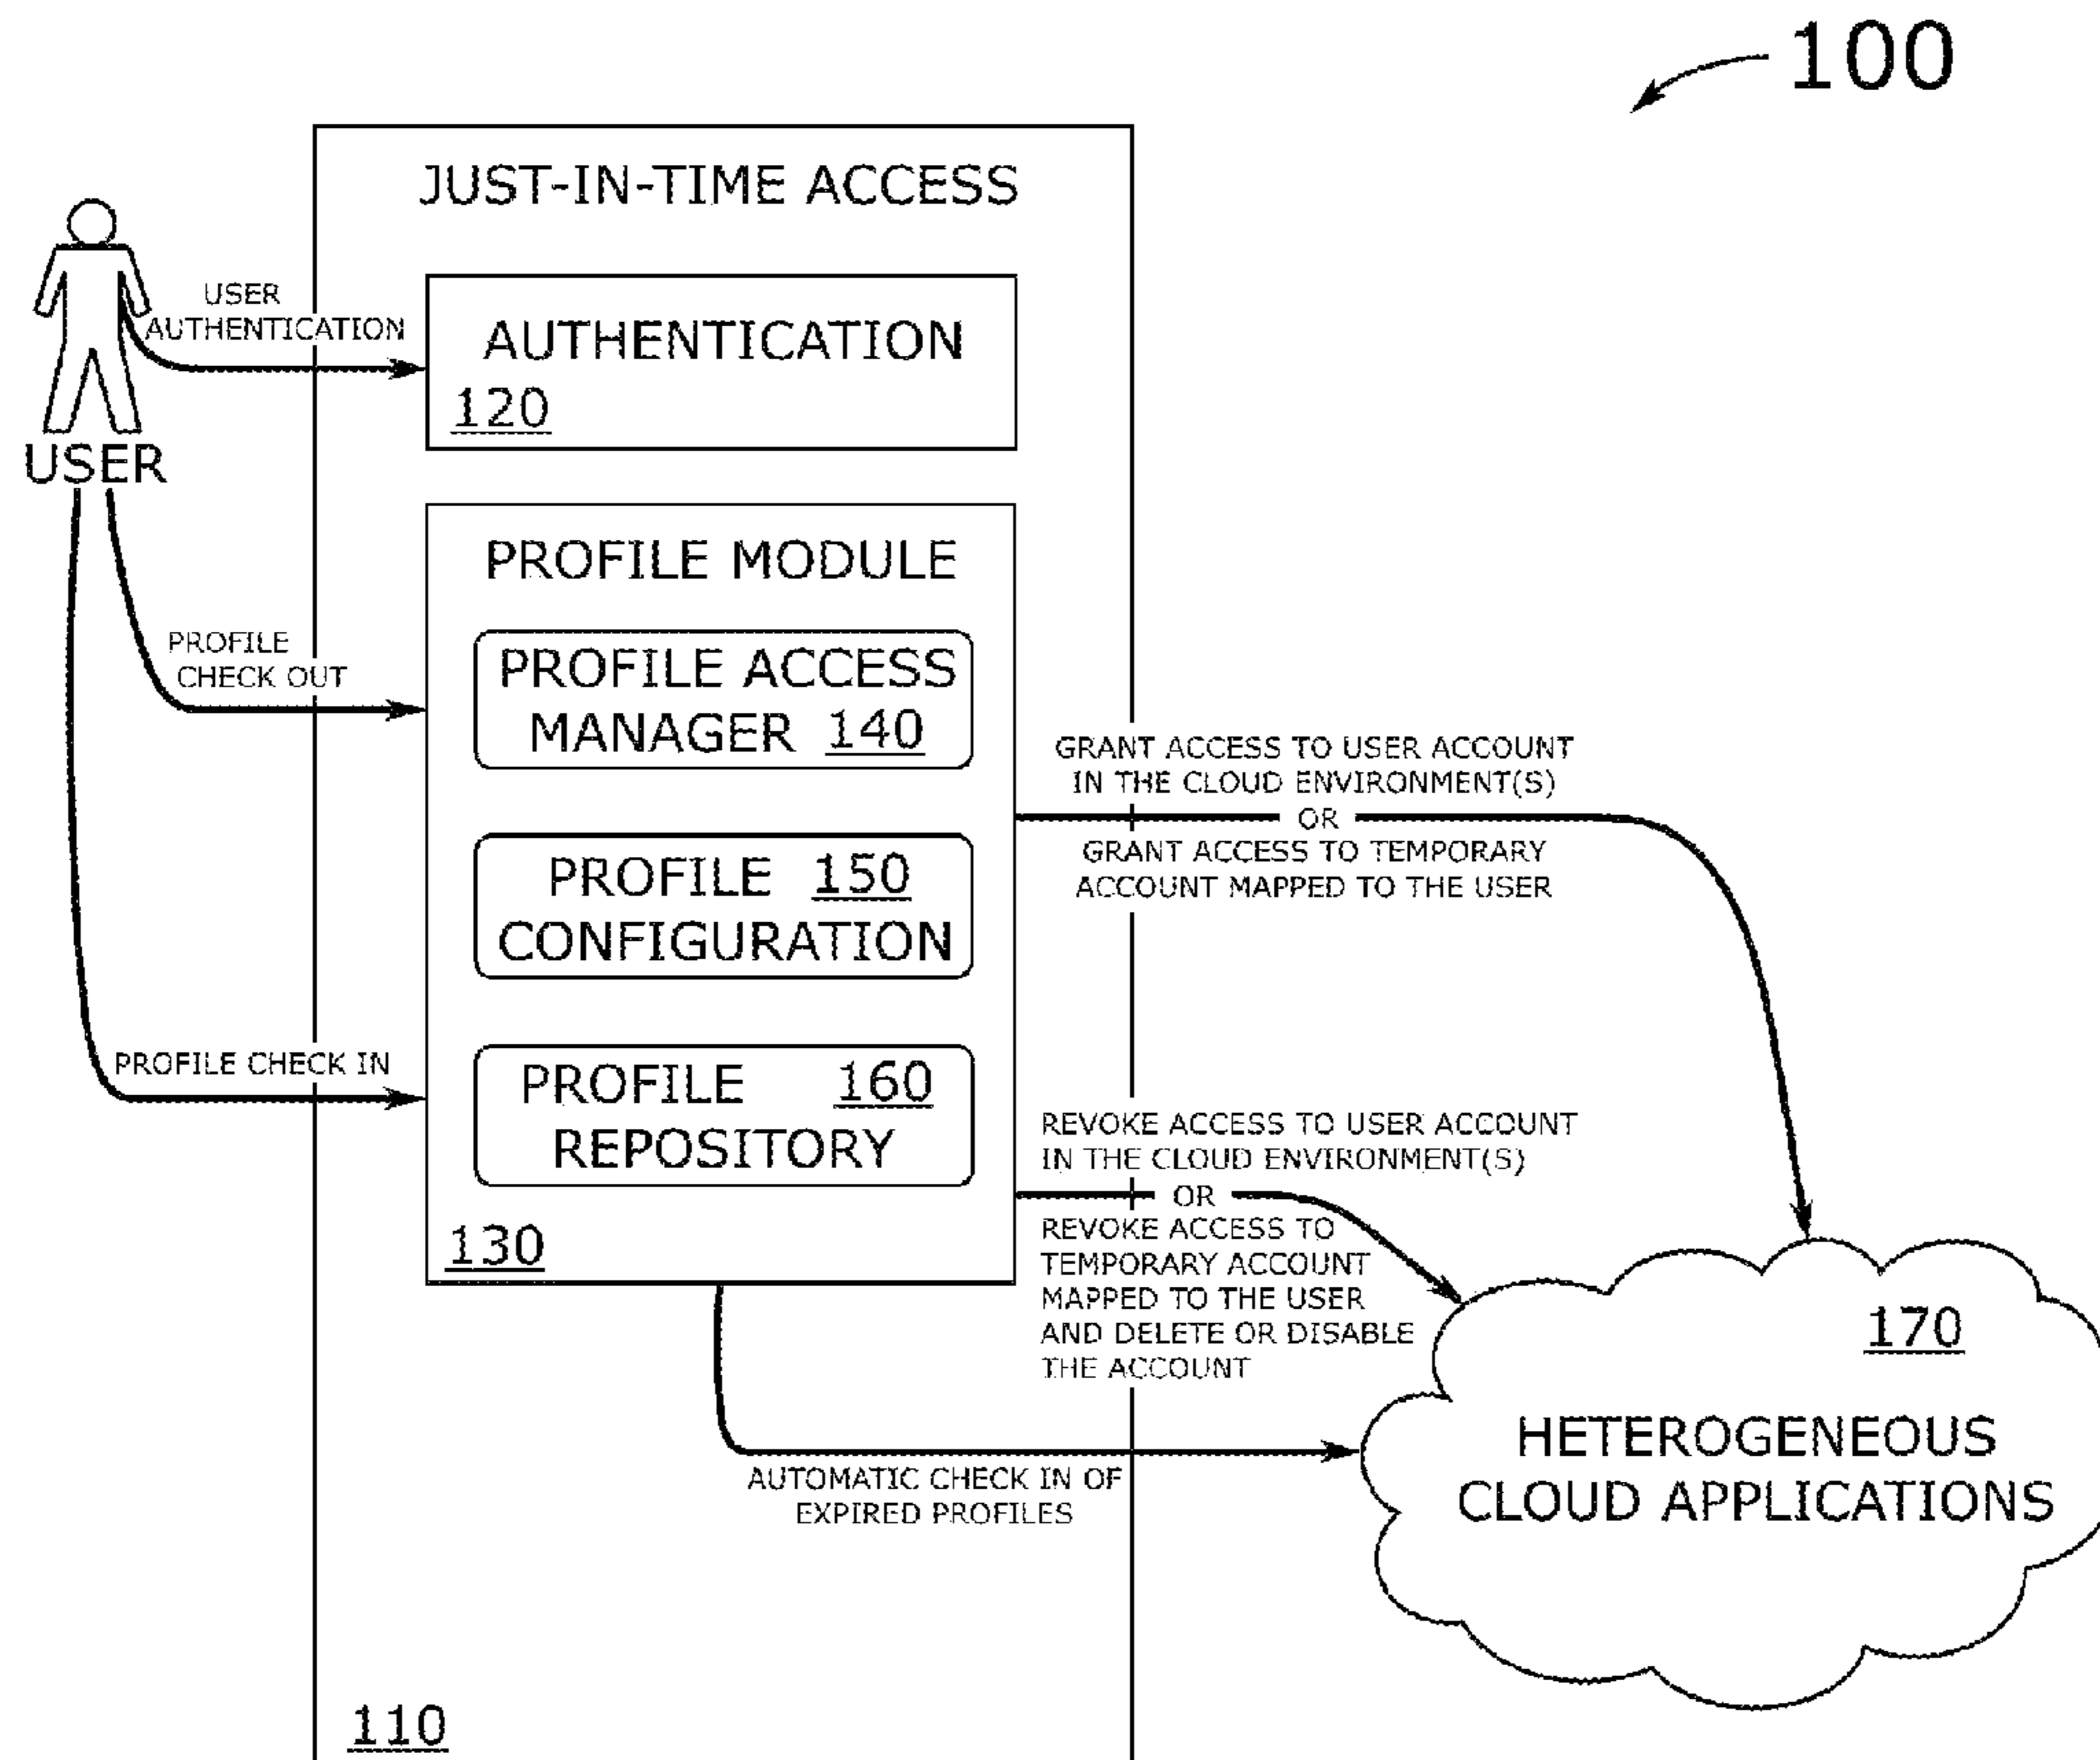 100
JUST-IN-TIME ACCESS
USER
AUTHENTICATION
AUTHENTICATION
120
USER
PROFILE MODULE
PROFILE ACCESS
MANAGER 140
PROFILE
CHECK OUT
GRANT ACCESS TO USER ACCOUNT
IN THE CLOUD ENVIRONMENT(S)
OR
GRANT ACCESS TO TEMPORARY
ACCOUNT MAPPED TO THE USER
PROFILE 150
CONFIGURATION
PROFILE CHECK IN
PROFILE 160
REPOSITORY
130
REVOKE ACCESS TO USER ACCOUNT
IN THE CLOUD ENVIRONMENT(S)
OR
REVOKE ACCESS TO
TEMPORARY ACCOUNT
MAPPED TO THE USER
AND DELETE OR DISABLE
THE ACCOUNT
170
HETEROGENEOUS
CLOUD APPLICATIONS
AUTOMATIC CHECK IN OF
EXPIRED PROFILES
110